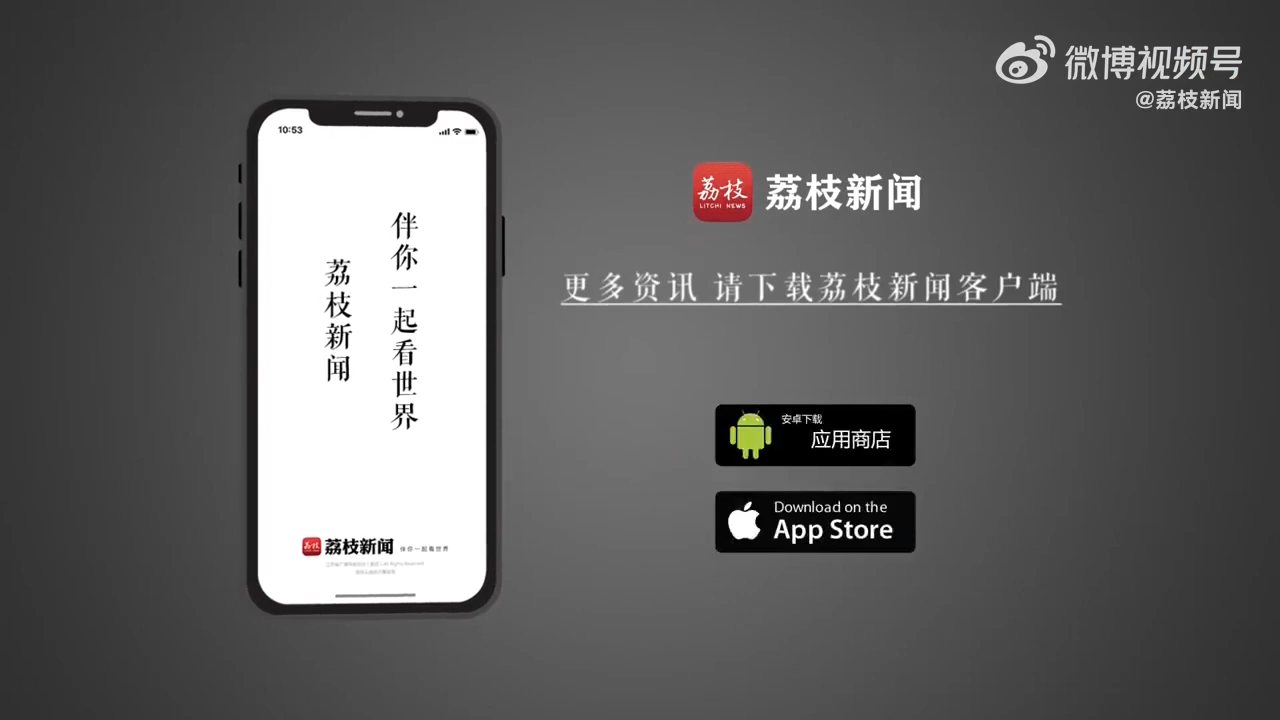 微博视频号
@荔枝新闻
10:53
伴你一起看世界
荔枝新闻
荔枝
LITCHI NEWS
荔枝新闻
更多资讯 请下载荔枝新闻客户端
安卓下载
应用商店
Download on the
App Store
荔枝
荔枝新闻 伴你一起看世界